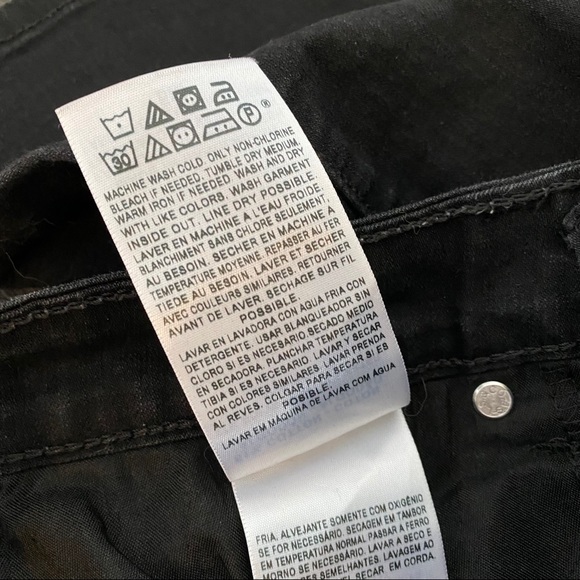 30
P
®
MACHINE WASH COLD. ONLY NON-CHLORINE
BLEACH IF NEEDED. TUMBLE DRY MEDIUM.
WARM IRON IF NEEDED. WASH AND DRY
WITH LIKE COLORS. WASH GARMENT
INSIDE OUT. LINE DRY POSSIBLE.
LAVER EN MACHINE A L'EAU FROIDE.
BLANCHIMENT SANS CHLORE SEULEMENT,
AU BESOIN. SECHER EN MACHINE A
TEMPERATURE MOYENNE. REPASSER AU FER
TIEDE AU BESOIN. LAVER ET SECHER
AVEC COULEURS SIMILAIRES. RETOURNER
AVANT DE LAVER. SECHAGE SUR FIL
POSSIBLE.
LAVAR EN LAVADORA CON AGUA FRIA CON
DETERGENTE. USAR BLANQUEADOR SIN
CLORO SI ES NECESARIO SECADO MEDIO
EN SECADORA. PLANCHAR TEMPERATURA
TIBIA SI ES NECESARIO. LAVAR Y SECAR
CON COLORES SIMILARES. LAVAR PRENDA
AL REVES. COLGAR PARA SECAR SI ES
POSIBLE.
LAVAR EM MÁQUINA DE LAVAR COM ÁGUA
FRIA, ALVEJANTE SOMENTE COM OXIGÊNIO
SE FOR NECESSÁRIO. SECAGEM EM TAMBOR
EM TEMPERATURA NORMAL PASSAR A FERRO
MORNO SE NECESSÁRIO. LAVAR A SECO E
SEMELHANTES. LAVAGEM AO
SECAR EM CORDA